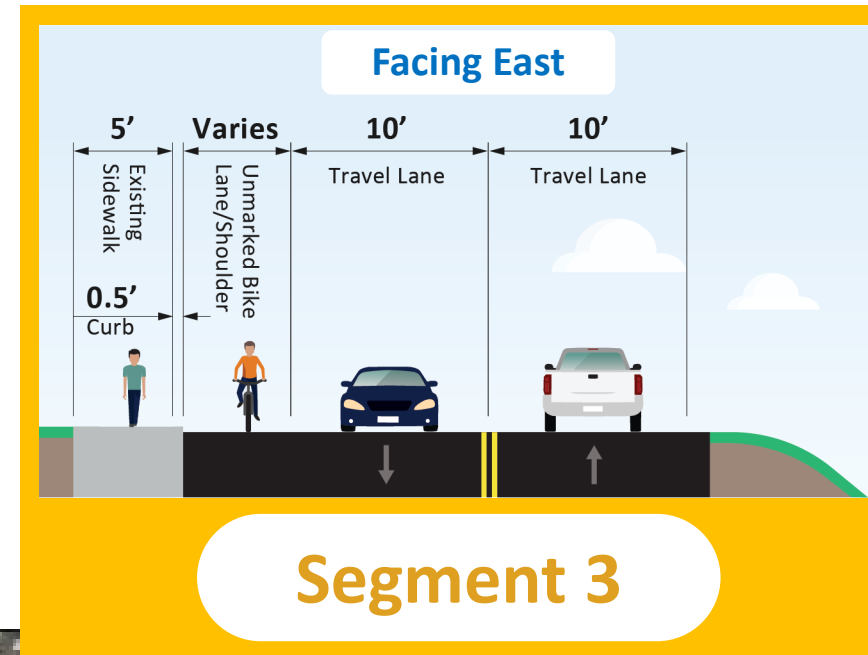 Facing East
5’ Varies 10’ 10’
Existing
Sidewalk
Unmarked Bike
Lane/Shoulder
Travel Lane
Travel Lane
0.5’
Curb
Segment 3